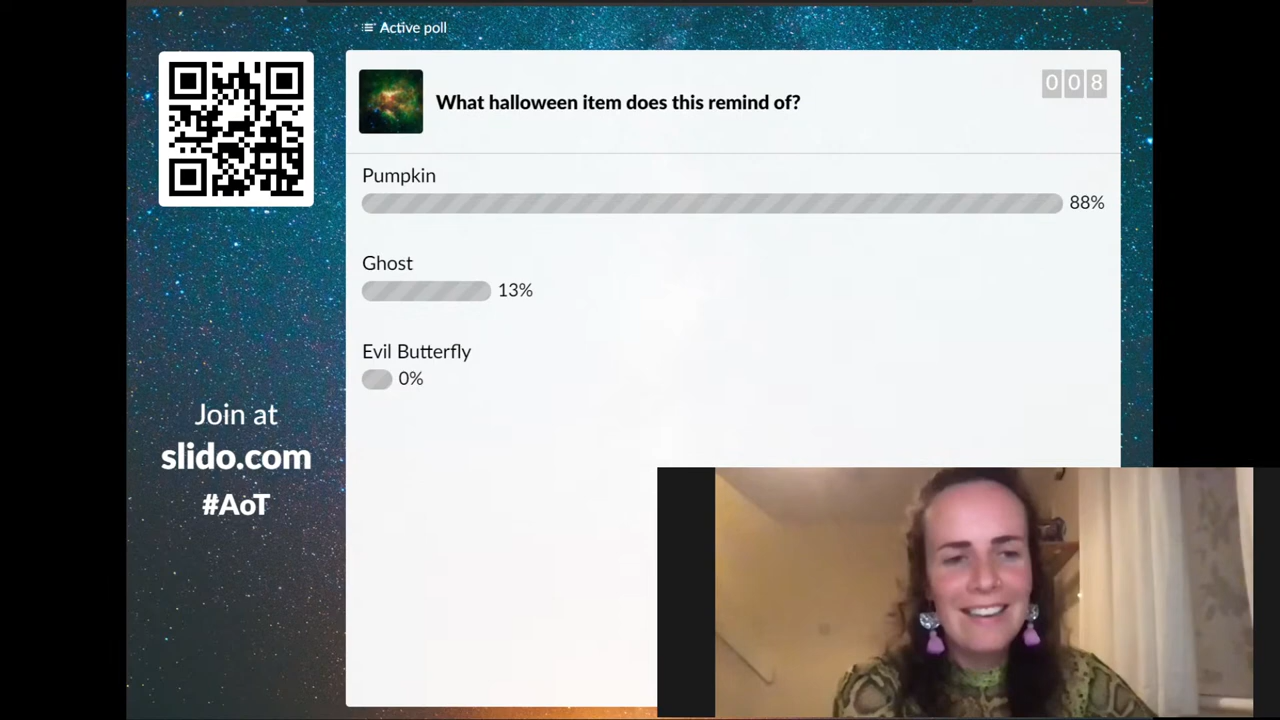 Active poll
What halloween item does this remind of?
008
Pumpkin
88%
Ghost
13%
Evil Butterfly
0%
Join at
slido.com
#AoT